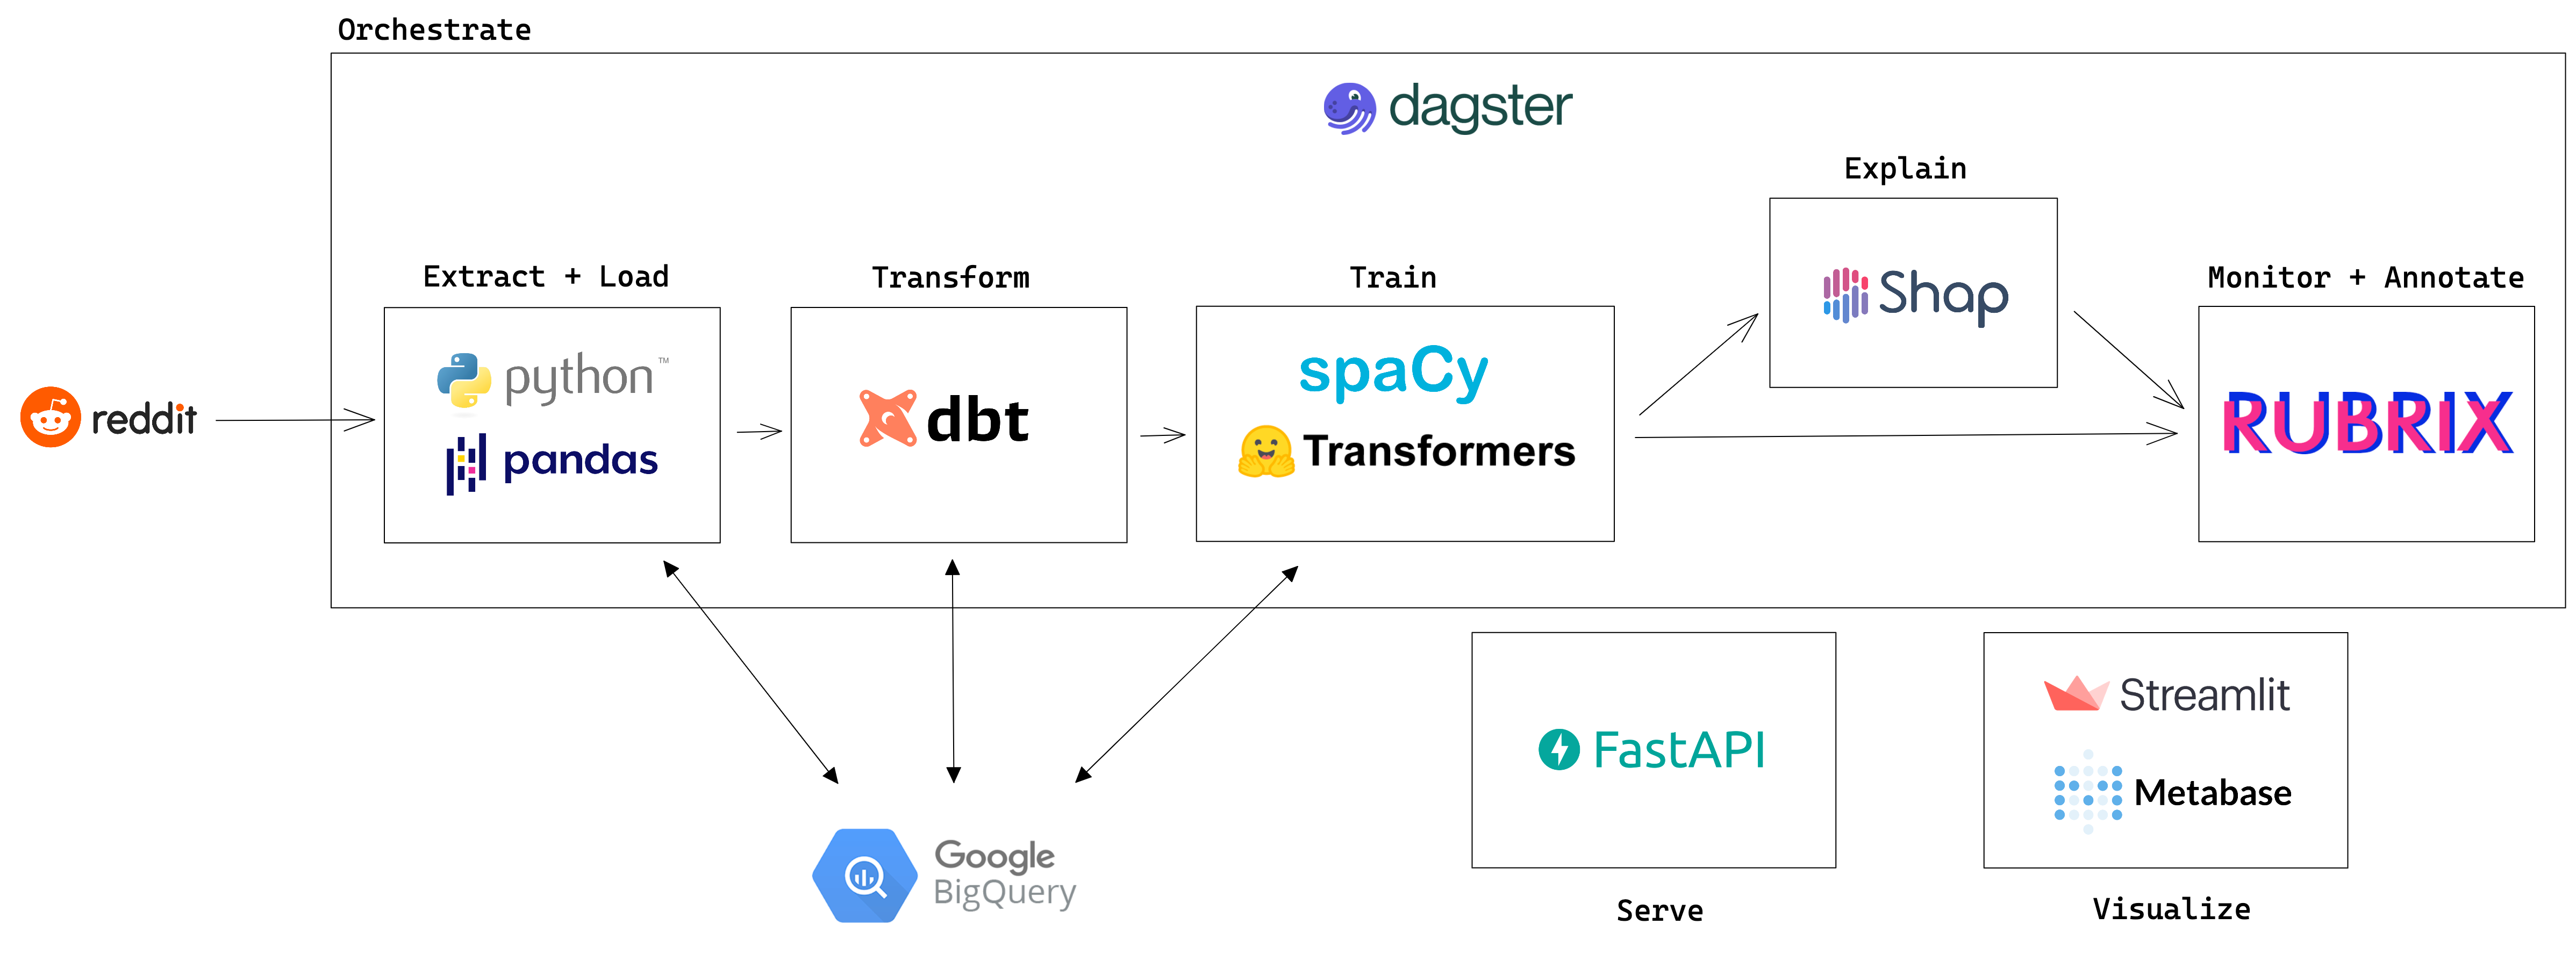 Orchestrate
dagster
Explain
Shap
Extract + Load
Transform
Train
Monitor + Annotate
reddit
python™
pandas
dbt
spaCy
Transformers
RUBRIX
Google
BigQuery
FastAPI
Serve
Streamlit
Metabase
Visualize